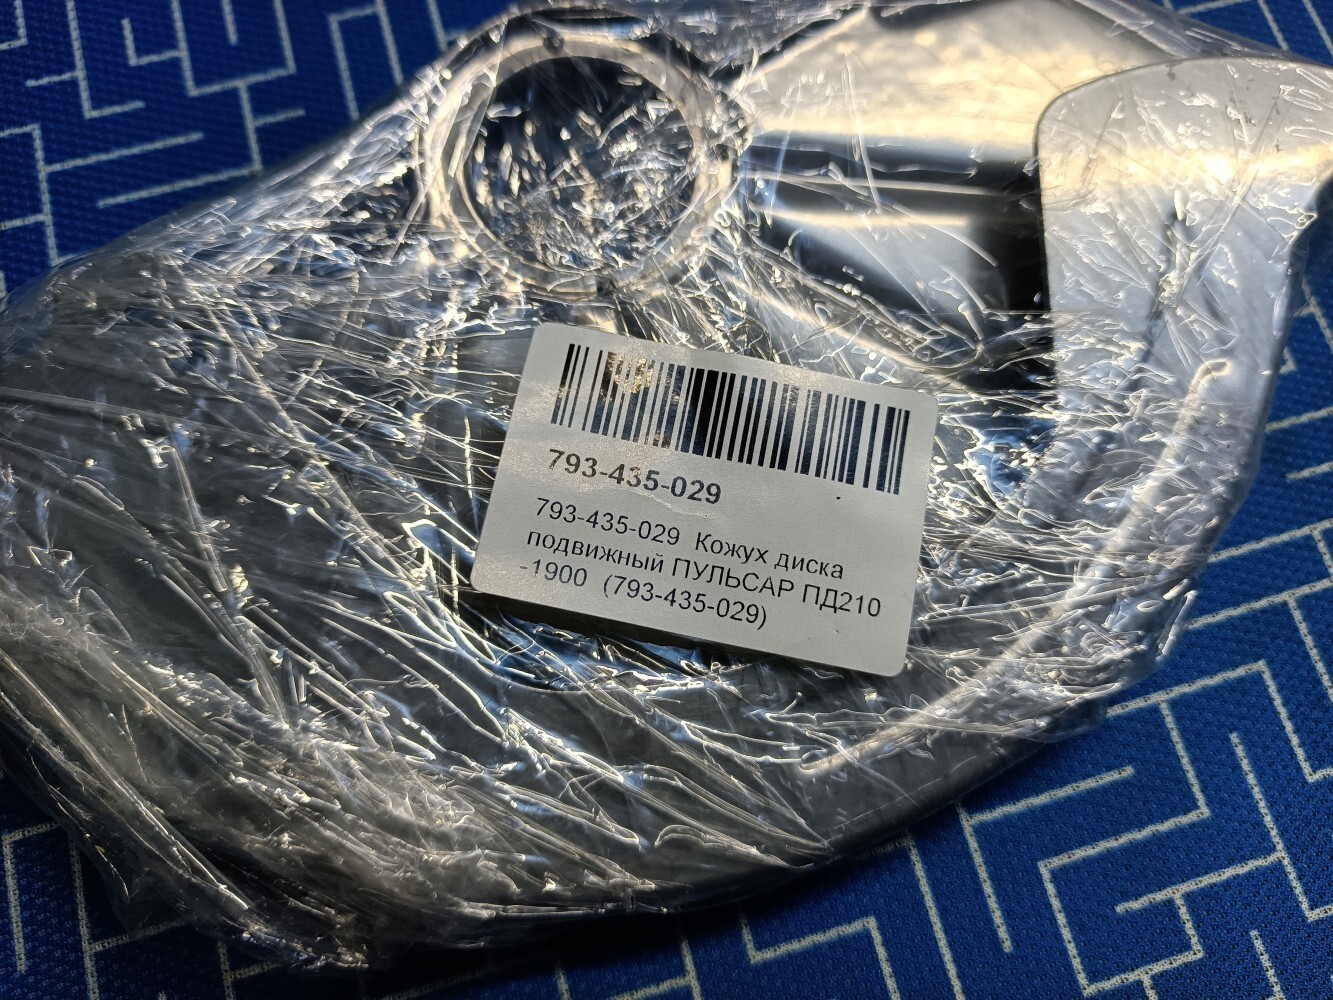 793-435-029
793-435-029 Кожух диска
подвижный ПУЛЬСАР ПД210
-1900 (793-435-029)